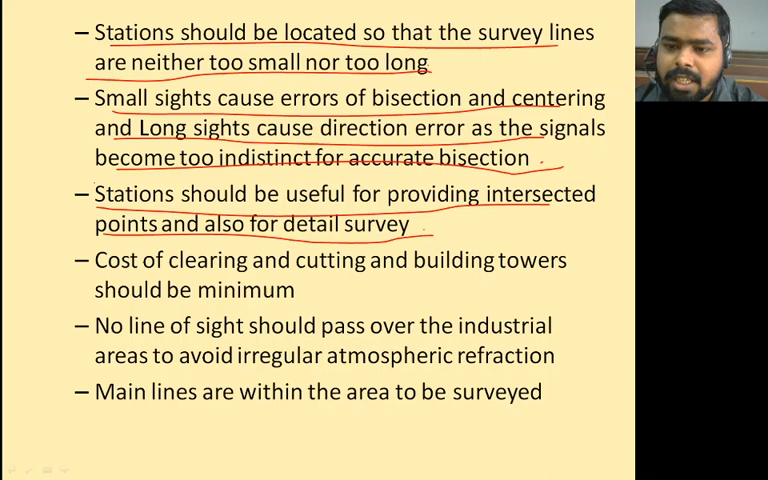 – Stations should be located so that the survey lines
are neither too small nor too long
– Small sights cause errors of bisection and centering
and Long sights cause direction error as the signals
become too indistinct for accurate bisection
– Stations should be useful for providing intersected
points and also for detail survey
– Cost of clearing and cutting and building towers
should be minimum
– No line of sight should pass over the industrial
areas to avoid irregular atmospheric refraction
– Main lines are within the area to be surveyed